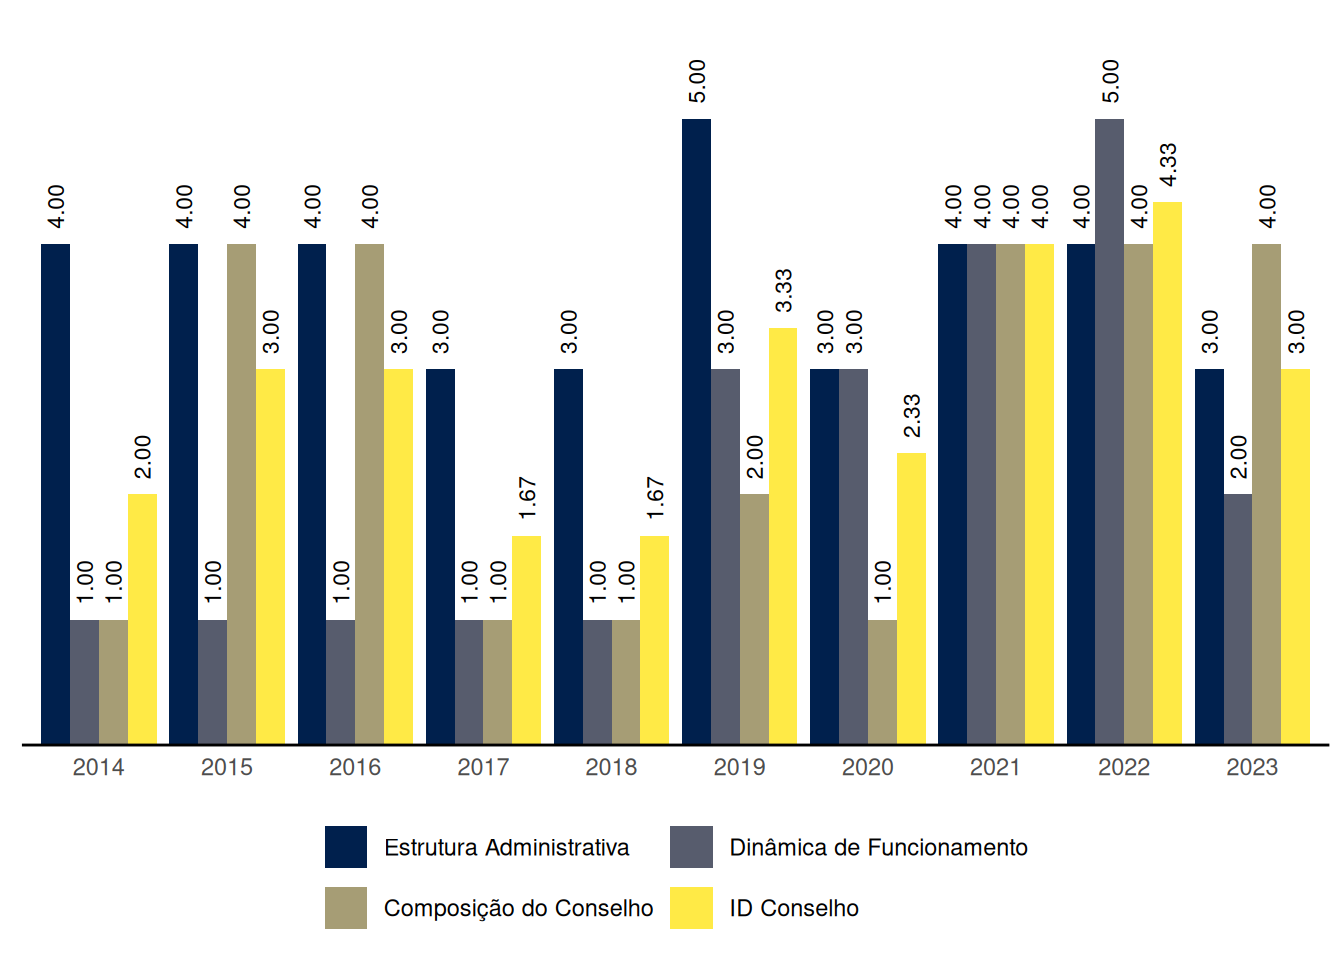 4.00 1.00 1.00 2.00 4.00 1.00 4.00 3.00 4.00 1.00 4.00 3.00 3.00 1.00 1.00 1.67 3.00 1.00 1.00 1.67 5.00 3.00 2.00 3.33 3.00 3.00 1.00 2.33 4.00 4.00 4.00 4.00 4.00 5.00 4.00 4.33 3.00 2.00 4.00 3.00
2014 2015 2016 2017 2018 2019 2020 2021 2022 2023
Estrutura Administrativa Dinâmica de Funcionamento
Composição do Conselho ID Conselho